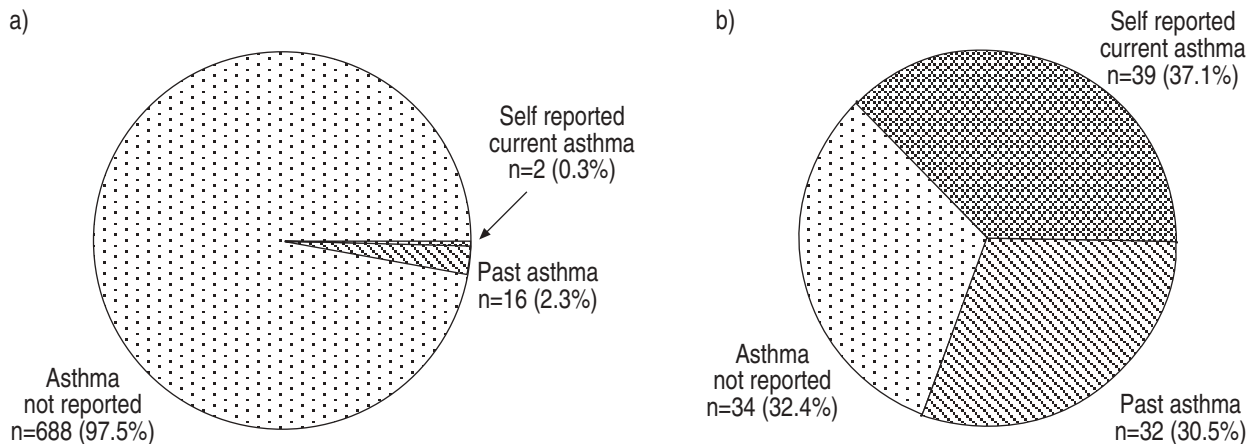 a)
Self reported
current asthma
n=2 (0.3%)
Past asthma
n=16 (2.3%)
Asthma
not reported
n=688 (97.5%)
b)
Self reported
current asthma
n=39 (37.1%)
Asthma
not reported
n=34 (32.4%)
Past asthma
n=32 (30.5%)